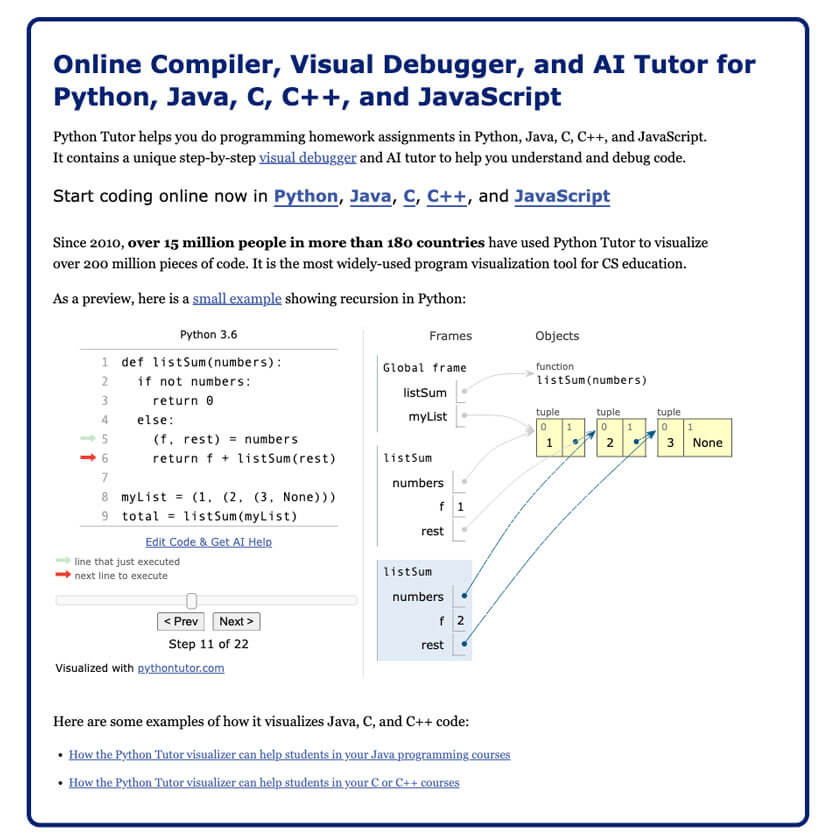 Online Compiler, Visual Debugger, and AI Tutor for
Python, Java, C, C++, and JavaScript
Python Tutor helps you do programming homework assignments in Python, Java, C, C++, and JavaScript.
It contains a unique step-by-step visual debugger and AI tutor to help you understand and debug code.
Start coding online now in Python, Java, C, C++, and JavaScript
Since 2010, over 15 million people in more than 180 countries have used Python Tutor to visualize
over 200 million pieces of code. It is the most widely-used program visualization tool for CS education.
As a preview, here is a small example showing recursion in Python:
Python 3.6
1 def listSum(numbers):
2   if not numbers:
3     return 0
4   else:
5     (f, rest) = numbers
6     return f + listSum(rest)
7
8 myList = (1, (2, (3, None)))
9 total = listSum(myList)
Edit Code & Get AI Help
line that just executed
next line to execute
< Prev Next >
Step 11 of 22
Visualized with pythontutor.com
Frames Objects
Global frame
listSum
myList
function
listSum(numbers)
tuple tuple tuple
0 1 0 1 0 1
1 2 3 None
listSum
numbers
f 1
rest
listSum
numbers
f 2
rest
Here are some examples of how it visualizes Java, C, and C++ code:
• How the Python Tutor visualizer can help students in your Java programming courses
• How the Python Tutor visualizer can help students in your C or C++ courses